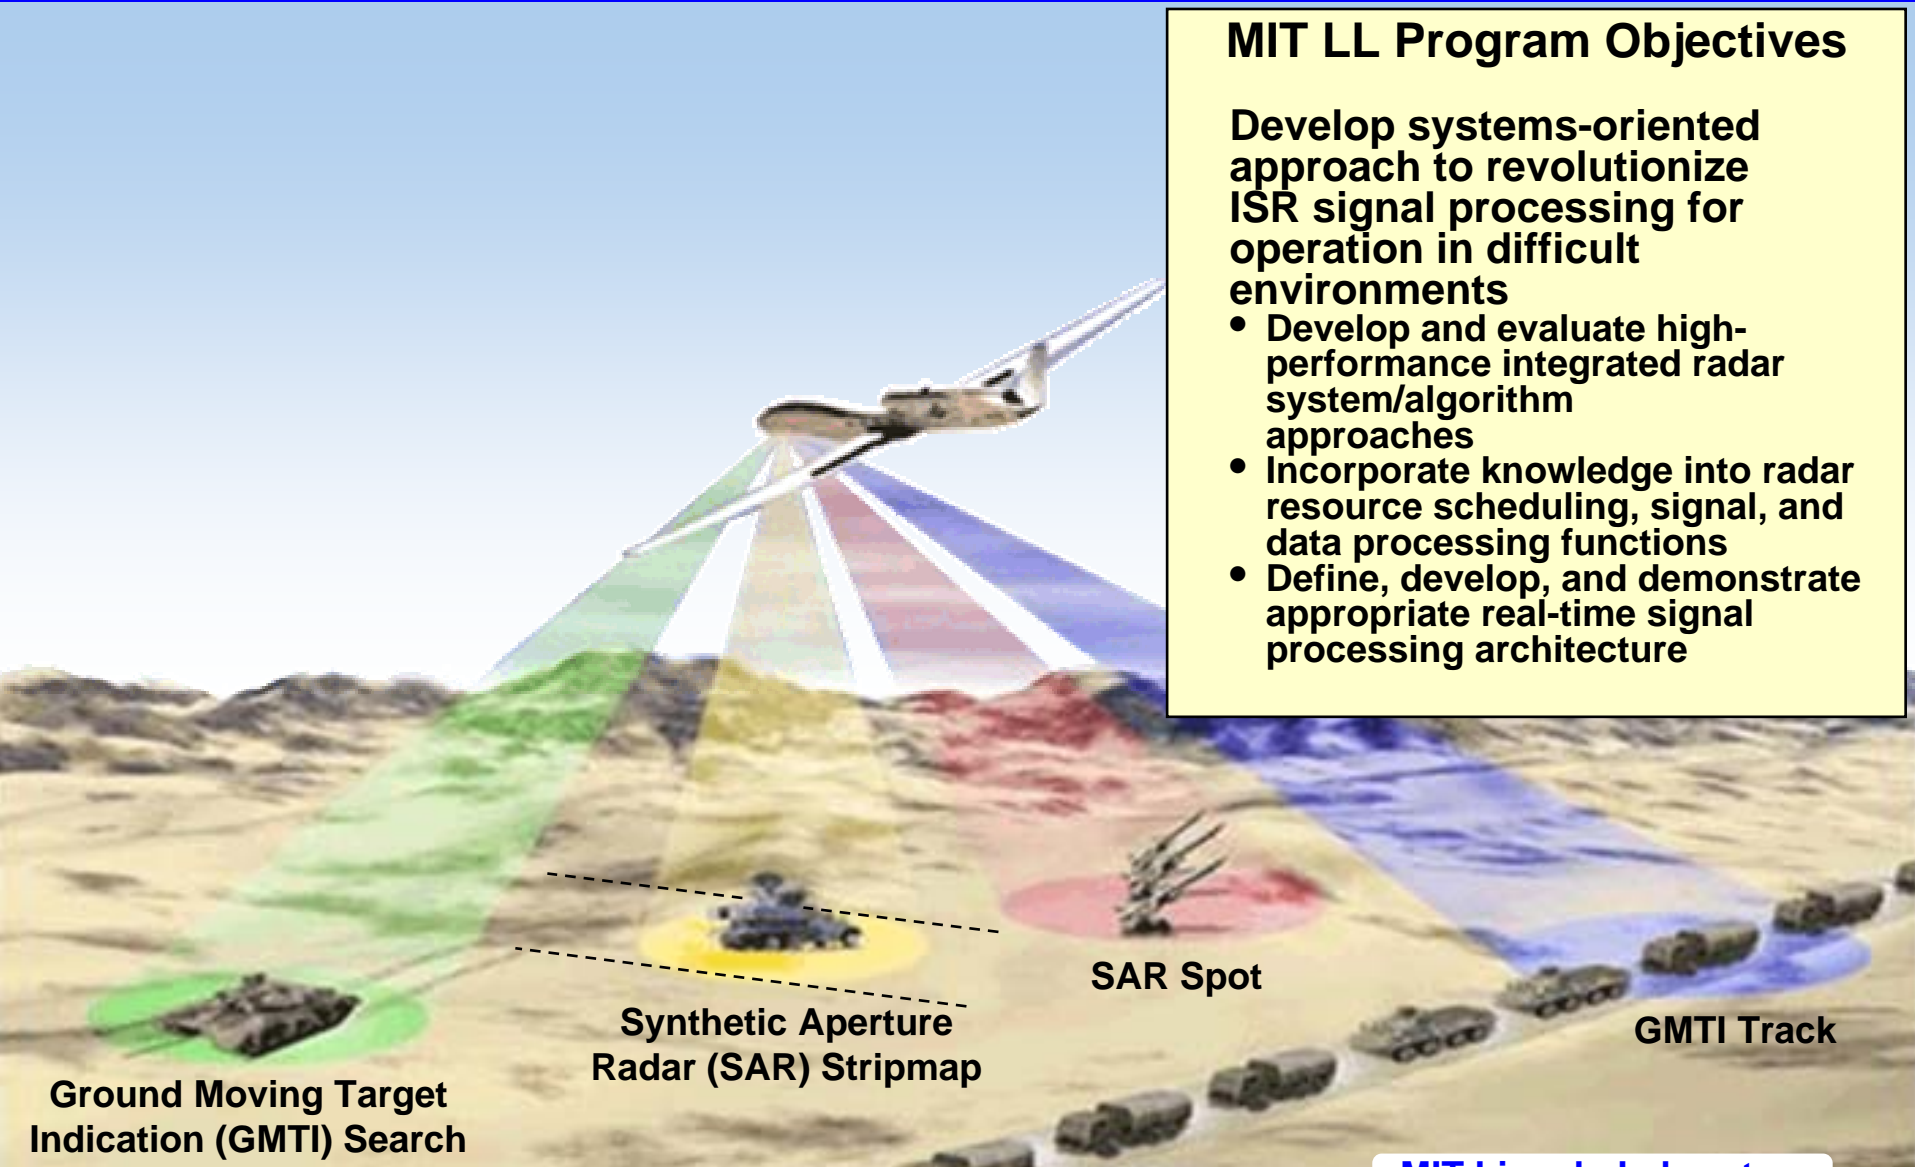 MIT LL Program Objectives
Develop systems-oriented
approach to revolutionize
ISR signal processing for
operation in difficult
environments
• Develop and evaluate high-
performance integrated radar
system/algorithm
approaches
• Incorporate knowledge into radar
resource scheduling, signal, and
data processing functions
• Define, develop, and demonstrate
appropriate real-time signal
processing architecture
SAR Spot
Synthetic Aperture
Radar (SAR) Stripmap
GMTI Track
Ground Moving Target
Indication (GMTI) Search
MIT